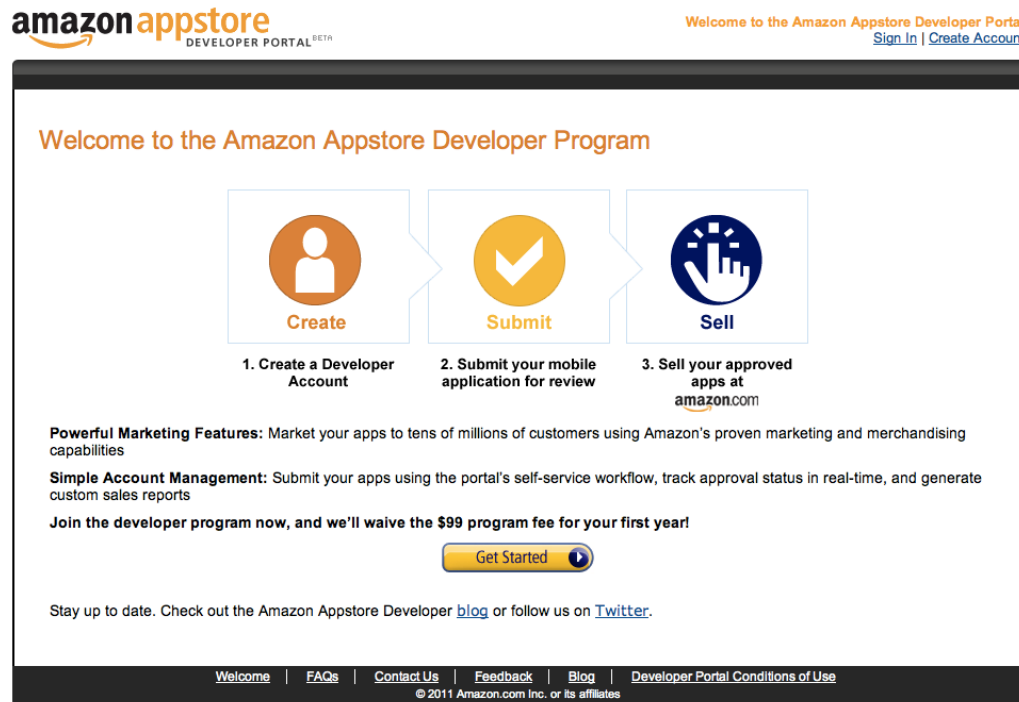 amazon appstore
DEVELOPER PORTAL BETA
Welcome to the Amazon Appstore Developer Porta
Sign In | Create Accoun
Welcome to the Amazon Appstore Developer Program
Create
Submit
Sell
1. Create a Developer
Account
2. Submit your mobile
application for review
3. Sell your approved
apps at
amazon.com
Powerful Marketing Features: Market your apps to tens of millions of customers using Amazon's proven marketing and merchandising
capabilities
Simple Account Management: Submit your apps using the portal's self-service workflow, track approval status in real-time, and generate
custom sales reports
Join the developer program now, and we'll waive the $99 program fee for your first year!
Get Started
Stay up to date. Check out the Amazon Appstore Developer blog or follow us on Twitter.
Welcome | FAQs | Contact Us | Feedback | Blog | Developer Portal Conditions of Use
© 2011 Amazon.com Inc. or its affiliates